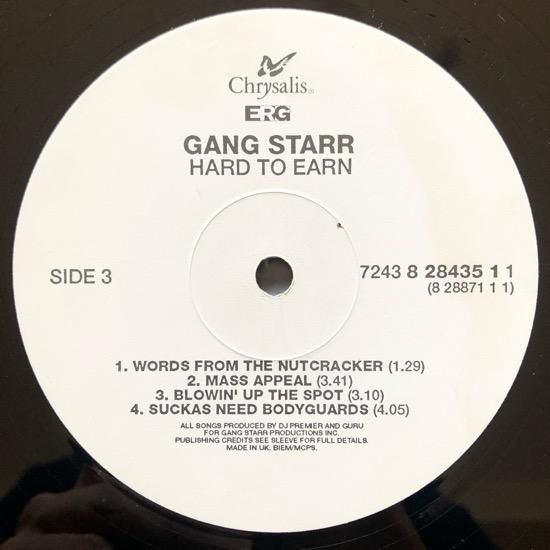 Chrysalis®
ERG
GANG STARR
HARD TO EARN
SIDE 3
7243 8 28435 1 1
(8 28871 1 1)
1. WORDS FROM THE NUTCRACKER (1.29)
2. MASS APPEAL (3.41)
3. BLOWIN' UP THE SPOT (3.10)
4. SUCKAS NEED BODYGUARDS (4.05)
ALL SONGS PRODUCED BY DJ PREMIER AND GURU
FOR GANG STARR PRODUCTIONS INC.
PUBLISHING CREDITS SEE SLEEVE FOR FULL DETAILS.
MADE IN UK. BIEM/MCPS.